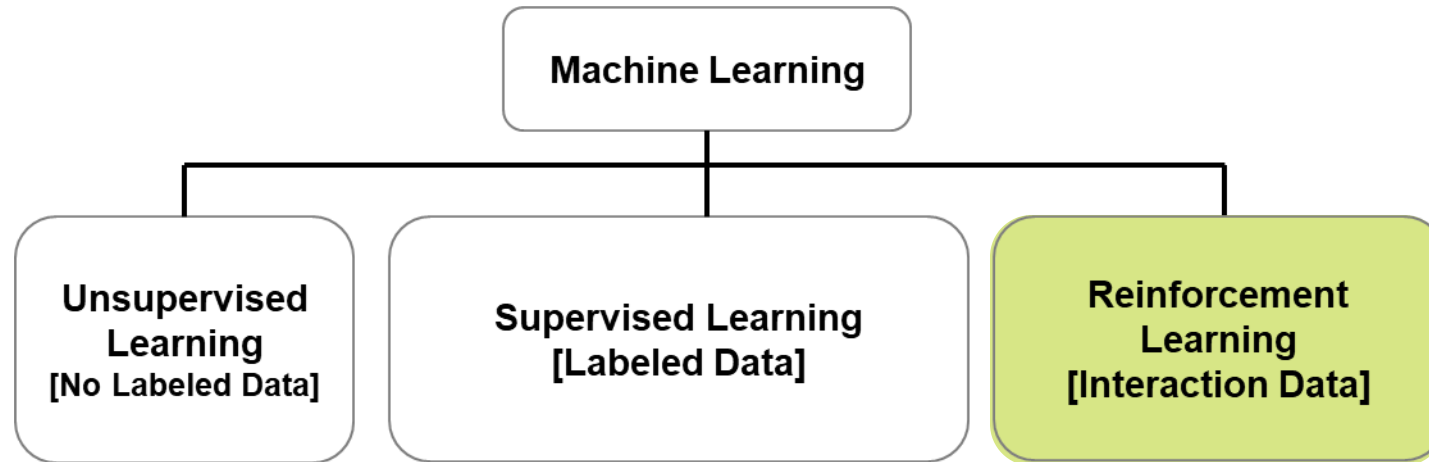 Machine Learning
Unsupervised
Learning
[No Labeled Data]
Supervised Learning
[Labeled Data]
Reinforcement
Learning
[Interaction Data]